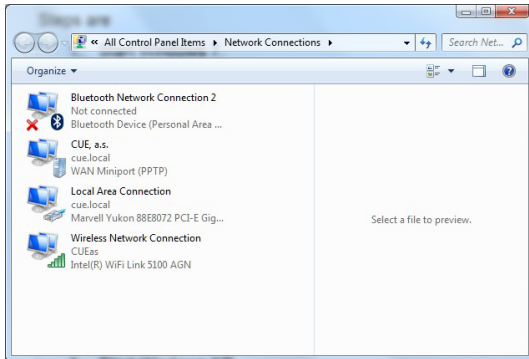 Steps are
« All Control Panel Items ▸ Network Connections ▸
Search Net...
Organize
Bluetooth Network Connection 2
Not connected
Bluetooth Device (Personal Area ...
CUE, a.s.
cue.local
WAN Miniport (PPTP)
Local Area Connection
cue.local
Marvell Yukon 88E8072 PCI-E Gig...
Wireless Network Connection
CUEas
Intel(R) WiFi Link 5100 AGN
Select a file to preview.